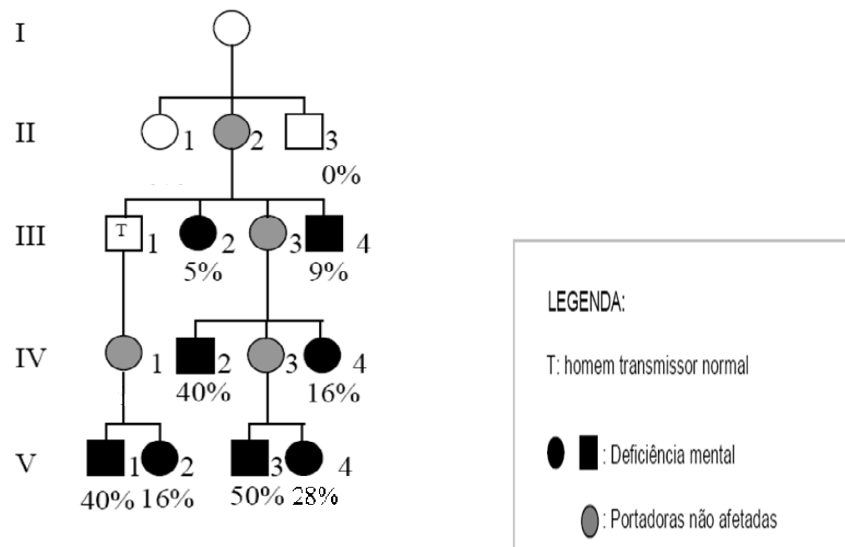 I
II
1 2 3
0%
III
T 1 2 3 4
5% 9%
IV
1 2 3 4
40% 16%
V
1 2 3 4
40% 16% 50% 28%
LEGENDA:
T: homem transmissor normal
: Deficiência mental
: Portadoras não afetadas